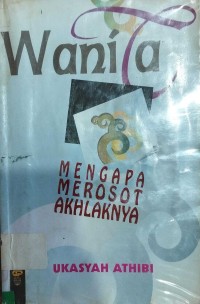 Wanita
MENGAPA
MEROSOT
AKHLAKNYA
UKASYAH ATHIBI